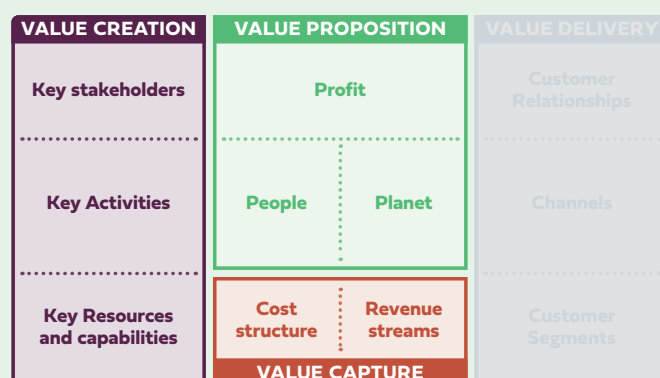 VALUE CREATION
Key stakeholders
Key Activities
Key Resources
and capabilities
VALUE PROPOSITION
Profit
People
Planet
Cost
structure
Revenue
streams
VALUE CAPTURE
VALUE DELIVERY
Customer
Relationships
Channels
Customer
Segments